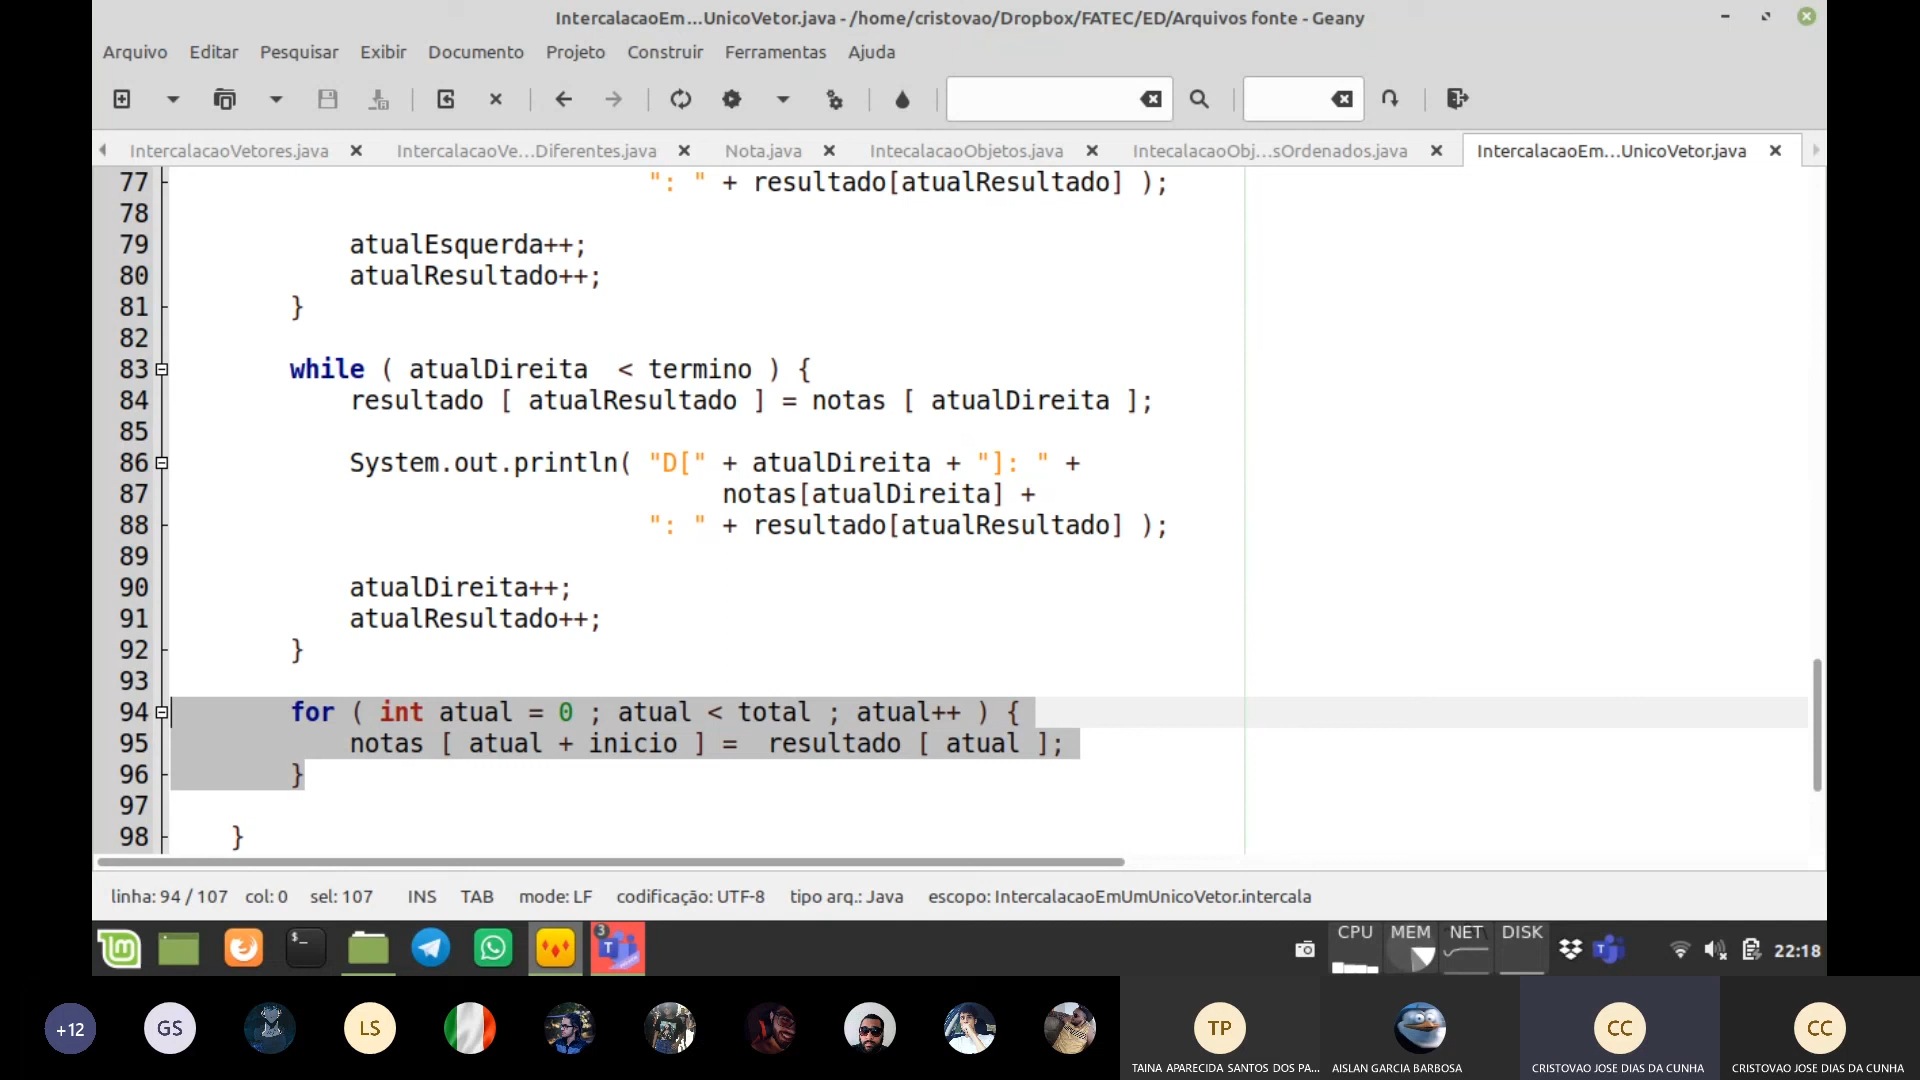 IntercalacaoEm...UnicoVetor.java - /home/cristovao/Dropbox/FATEC/ED/Arquivos fonte - Geany
Arquivo Editar Pesquisar Exibir Documento Projeto Construir Ferramentas Ajuda
IntercalacaoVetores.java IntercalacaoVe...Diferentes.java Nota.java IntecalacaoObjetos.java IntecalacaoObj...sOrdenados.java IntercalacaoEm...UnicoVetor.java
77 ": " + resultado[atualResultado] );
78
79 atualEsquerda++;
80 atualResultado++;
81 }
82
83 while ( atualDireita  < termino ) {
84 resultado [ atualResultado ] = notas [ atualDireita ];
85
86 System.out.println( "D[" + atualDireita + "]: " +
87 notas[atualDireita] +
88 ": " + resultado[atualResultado] );
89
90 atualDireita++;
91 atualResultado++;
92 }
93
94 for ( int atual = 0 ; atual < total ; atual++ ) {
95 notas [ atual + inicio ] =  resultado [ atual ];
96 }
97
98 }
linha: 94 / 107 col: 0 sel: 107 INS TAB mode: LF codificação: UTF-8 tipo arq.: Java escopo: IntercalacaoEmUmUnicoVetor.intercala
$_ 3 T CPU MEM NET DISK T 22:18
+12 GS LS TP CC CC
TAINA APARECIDA SANTOS DOS PA... AISLAN GARCIA BARBOSA CRISTOVAO JOSE DIAS DA CUNHA CRISTOVAO JOSE DIAS DA CUNHA